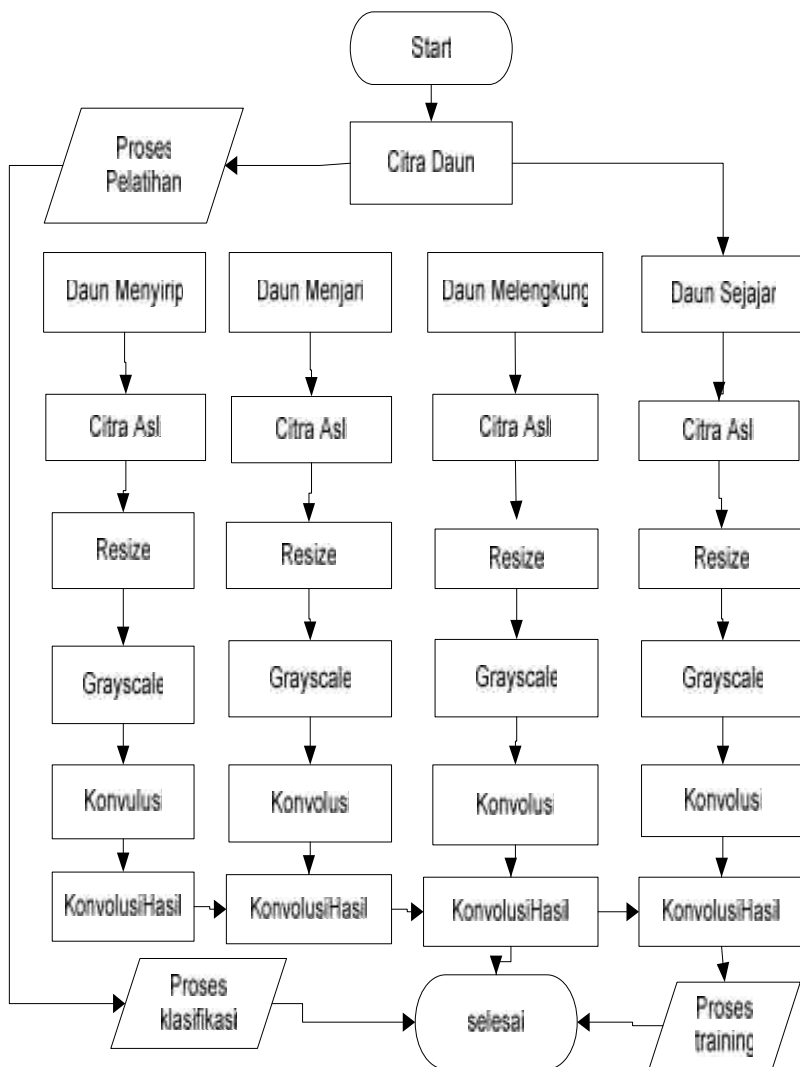 Start
Proses
Pelatihan
Citra Daun
Daun Menyirip
Daun Menjari
Daun Melengkung
Daun Sejajar
Citra Asli
Citra Asli
Citra Asli
Citra Asli
Resize
Resize
Resize
Resize
Grayscale
Grayscale
Grayscale
Grayscale
Konvulusi
Konvolusi
Konvolusi
Konvolusi
KonvolusiHasil
KonvolusiHasil
KonvolusiHasil
KonvolusiHasil
Proses
klasifikasi
selesai
Proses
training